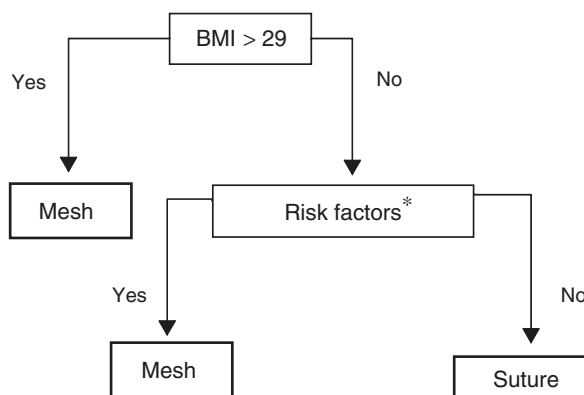 BMI > 29
Yes
No
Mesh
Risk factors*
Yes
No
Mesh
Suture